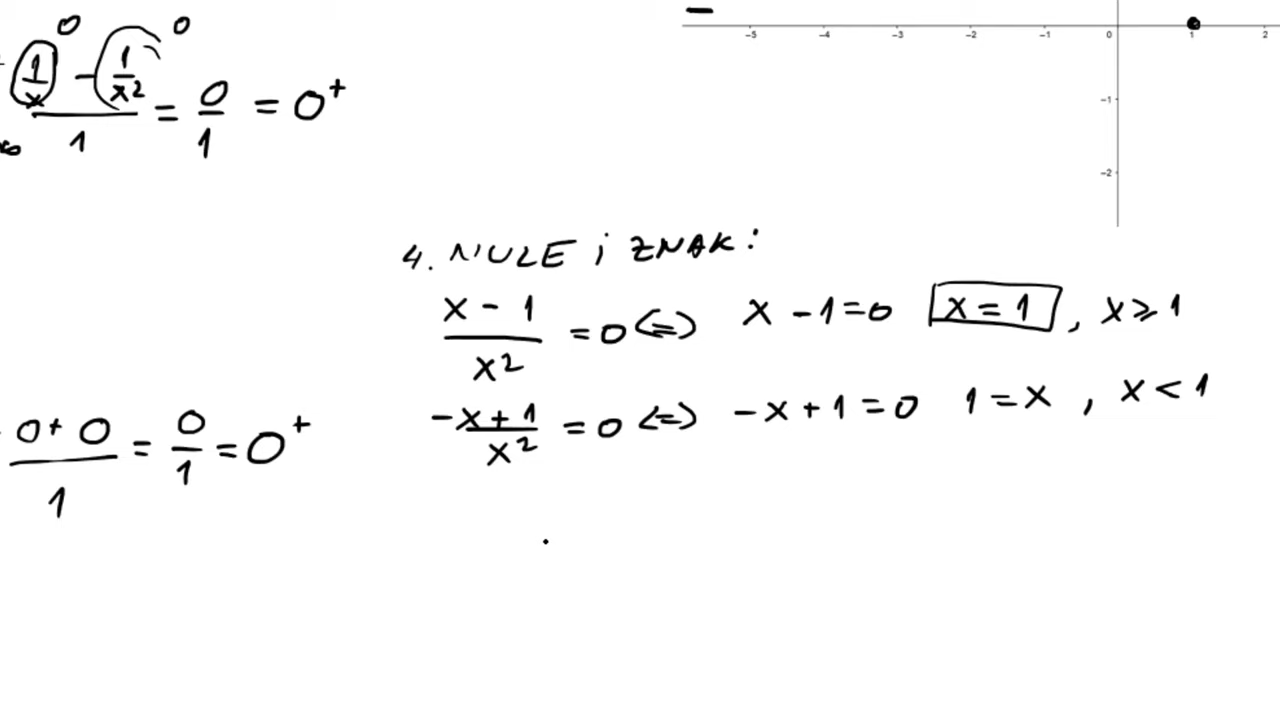 1/x - 1/x² / 1 = 0/1 = 0⁺
0 0
∞
-5 -4 -3 -2 -1 0 1 2
-1
-2
4. NULE i ZNAK:
(x - 1)/x² = 0 <=> x - 1 = 0 x = 1 , x ≥ 1
(-x + 1)/x² = 0 <=> -x + 1 = 0 1 = x , x < 1
(0 + 0)/1 = 0/1 = 0⁺